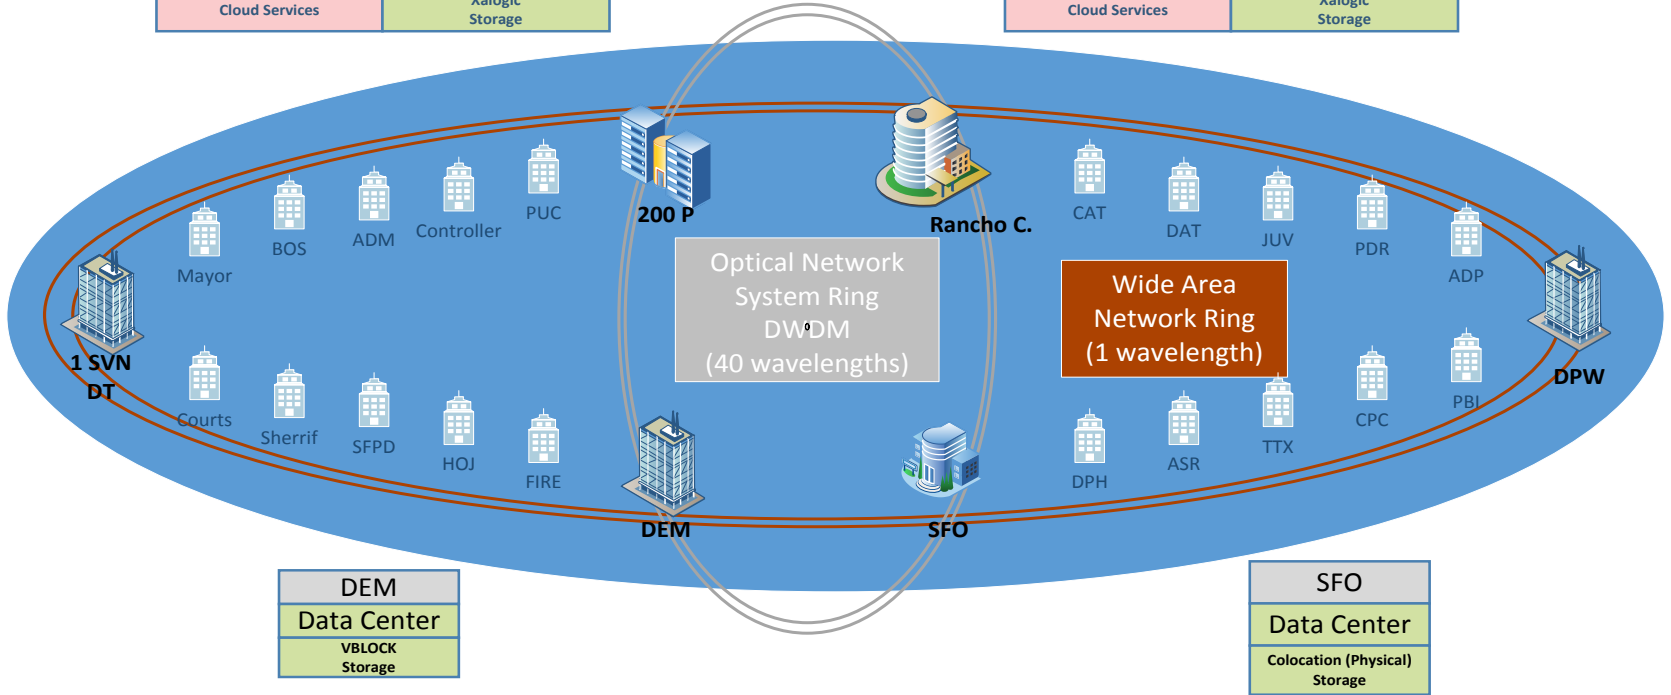 Cloud Services
Xalogic
Storage
Cloud Services
Xalogic
Storage
PUC
Controller
ADM
BOS
Mayor
200 P
Rancho C.
CAT
DAT
JUV
PDR
ADP
Optical Network
System Ring
DWDM
(40 wavelengths)
Wide Area
Network Ring
(1 wavelength)
1 SVN
DT
DPW
Courts
Sherrif
SFPD
HOJ
FIRE
DEM
SFO
DPH
ASR
TTX
CPC
PBI
DEM
Data Center
VBLOCK
Storage
SFO
Data Center
Colocation (Physical)
Storage